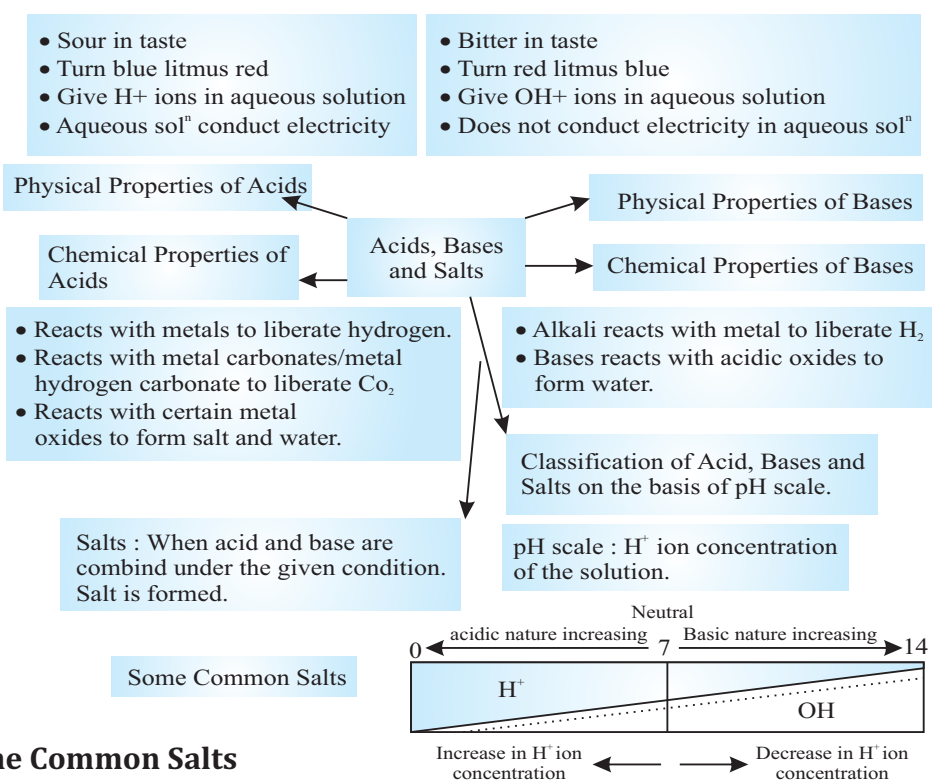 • Sour in taste
• Turn blue litmus red
• Give H+ ions in aqueous solution
• Aqueous solⁿ conduct electricity
• Bitter in taste
• Turn red litmus blue
• Give OH+ ions in aqueous solution
• Does not conduct electricity in aqueous solⁿ
Physical Properties of Acids
Physical Properties of Bases
Acids, Bases
and Salts
Chemical Properties of
Acids
Chemical Properties of Bases
• Reacts with metals to liberate hydrogen.
• Reacts with metal carbonates/metal
hydrogen carbonate to liberate Co₂
• Reacts with certain metal
oxides to form salt and water.
• Alkali reacts with metal to liberate H₂
• Bases reacts with acidic oxides to
form water.
Classification of Acid, Bases and
Salts on the basis of pH scale.
Salts : When acid and base are
combind under the given condition.
Salt is formed.
pH scale : H⁺ ion concentration
of the solution.
Neutral
0 acidic nature increasing 7 Basic nature increasing 14
Some Common Salts
H⁺
OH
Increase in H⁺ ion
concentration
Decrease in H⁺ ion
concentration
ne Common Salts